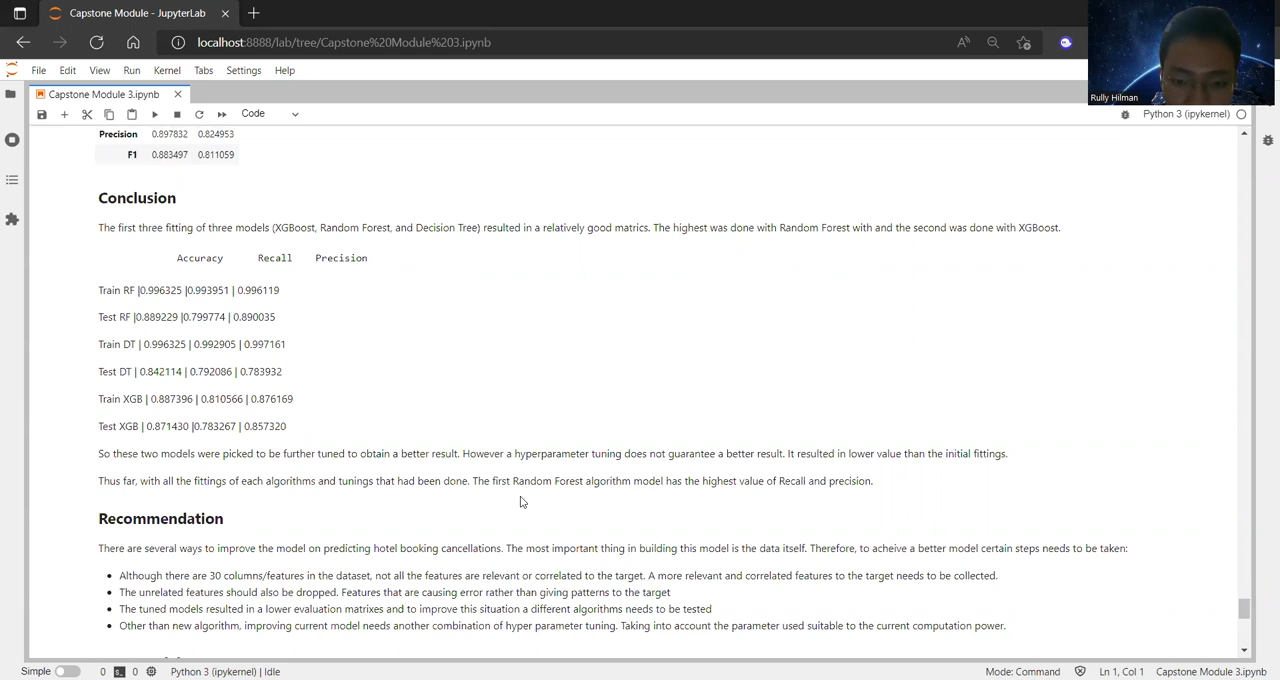 Capstone Module - JupyterLab
localhost:8888/lab/tree/Capstone%20Module%203.ipynb
Rully Hilman
File Edit View Run Kernel Tabs Settings Help
Capstone Module 3.ipynb
Code
Python 3 (ipykernel)
Precision 0.897832 0.824953
F1 0.883497 0.811059
Conclusion
The first three fitting of three models (XGBoost, Random Forest, and Decision Tree) resulted in a relatively good matrics. The highest was done with Random Forest with and the second was done with XGBoost.
Accuracy Recall Precision
Train RF |0.996325 |0.993951 | 0.996119
Test RF |0.889229 |0.799774 | 0.890035
Train DT | 0.996325 | 0.992905 | 0.997161
Test DT | 0.842114 | 0.792086 | 0.783932
Train XGB | 0.887396 | 0.810566 | 0.876169
Test XGB | 0.871430 |0.783267 | 0.857320
So these two models were picked to be further tuned to obtain a better result. However a hyperparameter tuning does not guarantee a better result. It resulted in lower value than the initial fittings.
Thus far, with all the fittings of each algorithms and tunings that had been done. The first Random Forest algorithm model has the highest value of Recall and precision.
Recommendation
There are several ways to improve the model on predicting hotel booking cancellations. The most important thing in building this model is the data itself. Therefore, to acheive a better model certain steps needs to be taken:
• Although there are 30 columns/features in the dataset, not all the features are relevant or correlated to the target. A more relevant and correlated features to the target needs to be collected.
• The unrelated features should also be dropped. Features that are causing error rather than giving patterns to the target
• The tuned models resulted in a lower evaluation matrixes and to improve this situation a different algorithms needs to be tested
• Other than new algorithm, improving current model needs another combination of hyper parameter tuning. Taking into account the parameter used suitable to the current computation power.
Simple 0 0 Python 3 (ipykernel) | Idle
Mode: Command Ln 1, Col 1 Capstone Module 3.ipynb